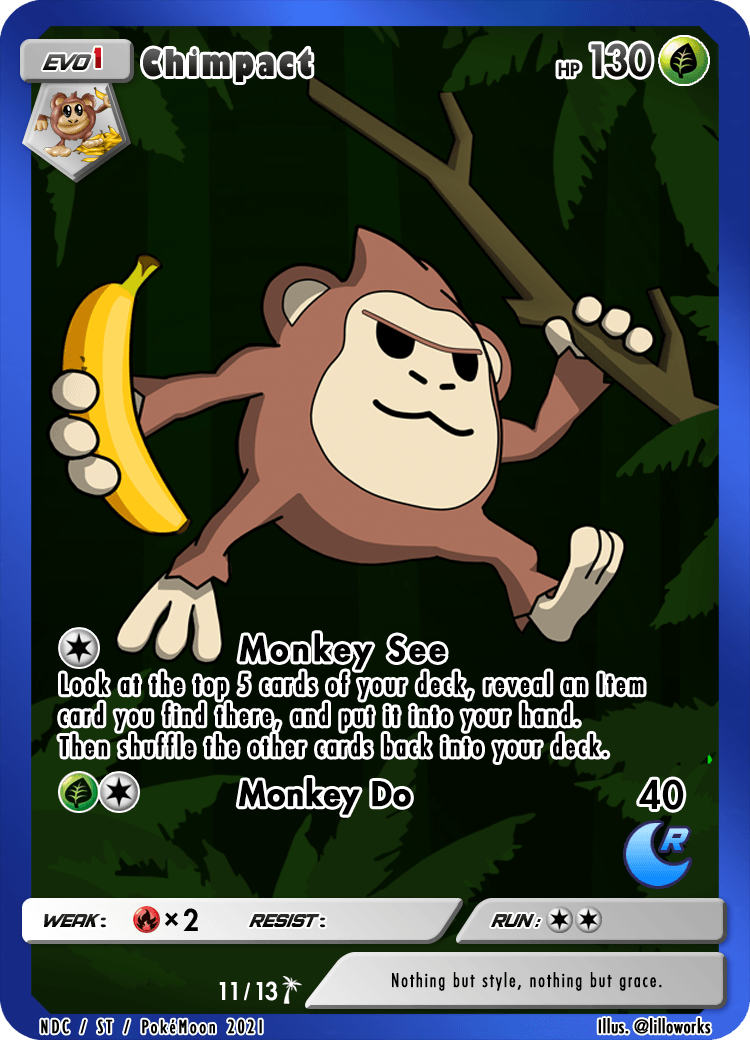 EVO1 Chimpact HP 130
Monkey See
Look at the top 5 cards of your deck, reveal an Item
card you find there, and put it into your hand.
Then shuffle the other cards back into your deck.
Monkey Do 40
R
WEAK: ×2 RESIST: RUN:
11/13 Nothing but style, nothing but grace.
NDC / ST / PokéMoon 2021 Illus. @lilloworks